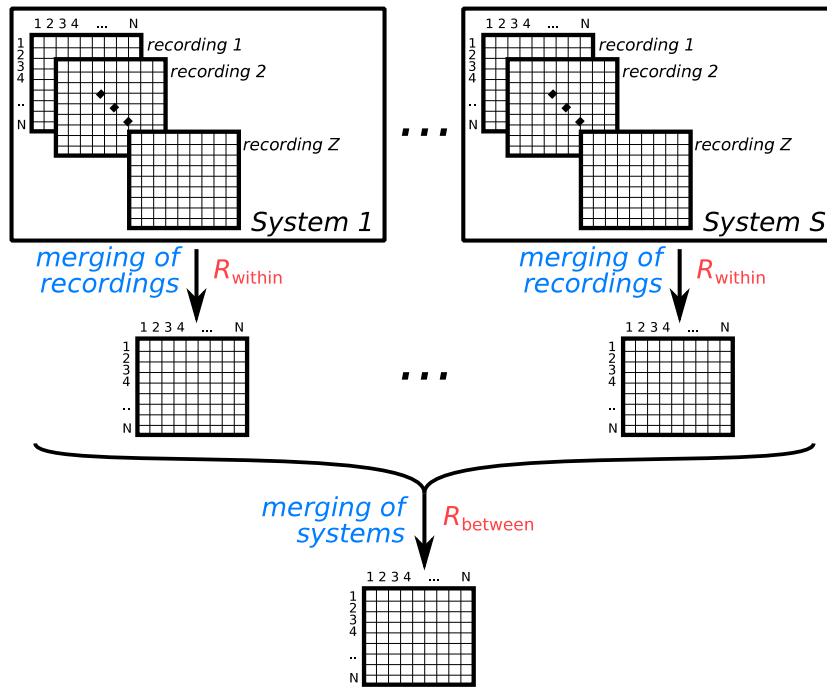 1 2 3 4 ... N
1
2
3
4
..
N
recording 1
recording 2
recording Z
System 1
...
1 2 3 4 ... N
1
2
3
4
..
N
recording 1
recording 2
recording Z
System S
merging of
recordings
R within
merging of
recordings
R within
1 2 3 4 ... N
1
2
3
4
..
N
...
1 2 3 4 ... N
1
2
3
4
..
N
merging of
systems
R between
1 2 3 4 ... N
1
2
3
4
..
N